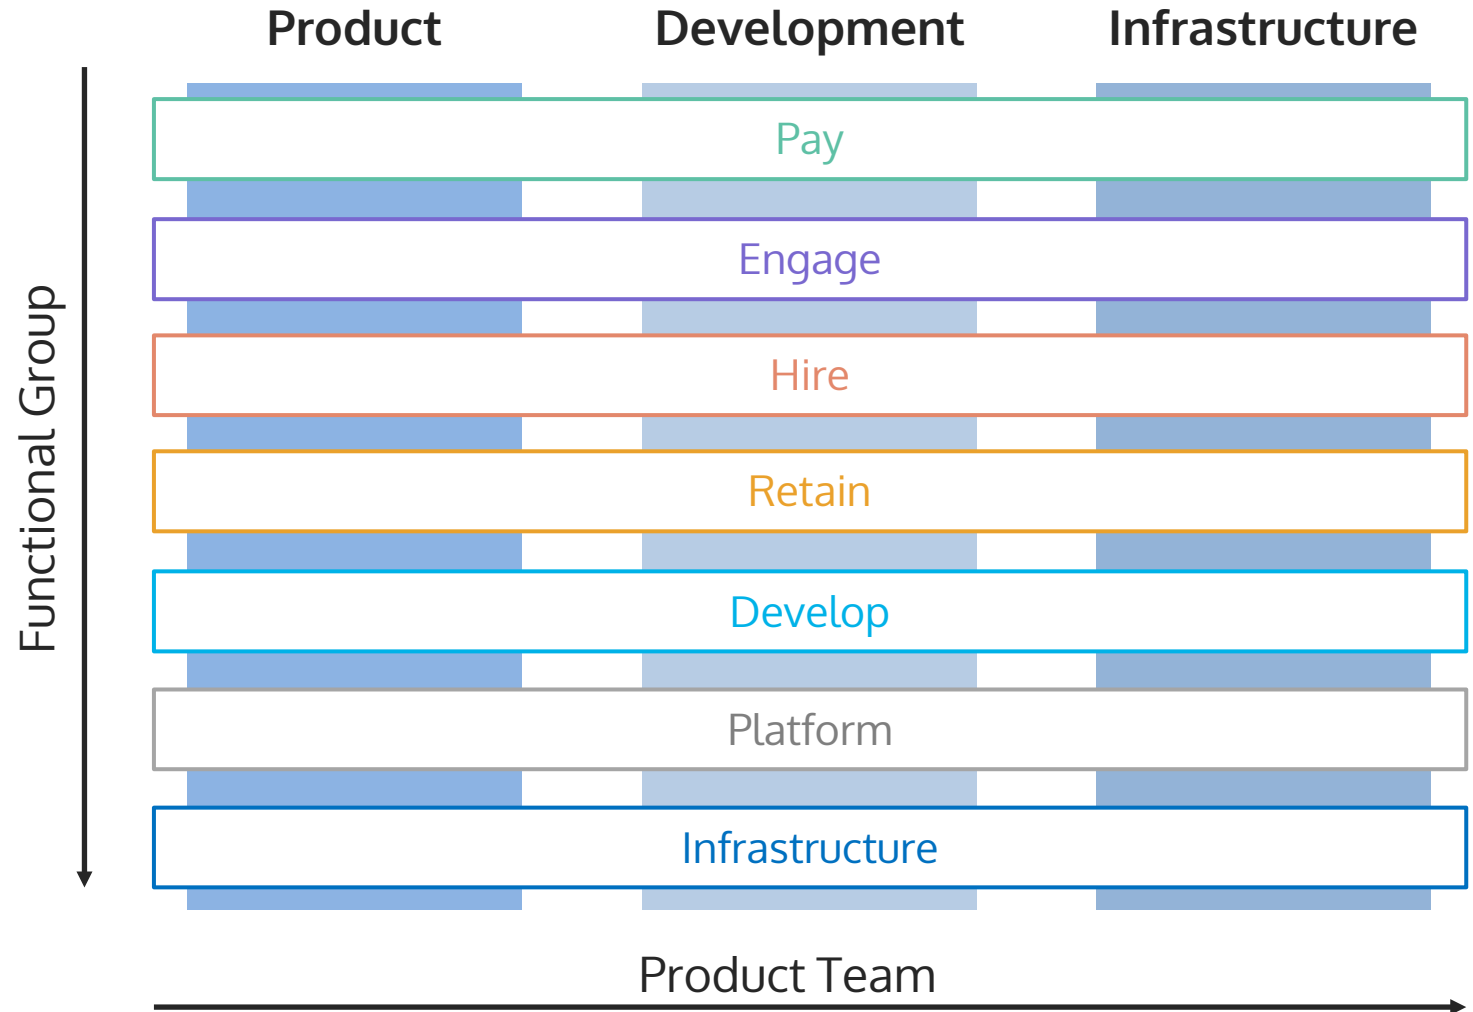 Product
Development
Infrastructure
Functional Group
Pay
Engage
Hire
Retain
Develop
Platform
Infrastructure
Product Team